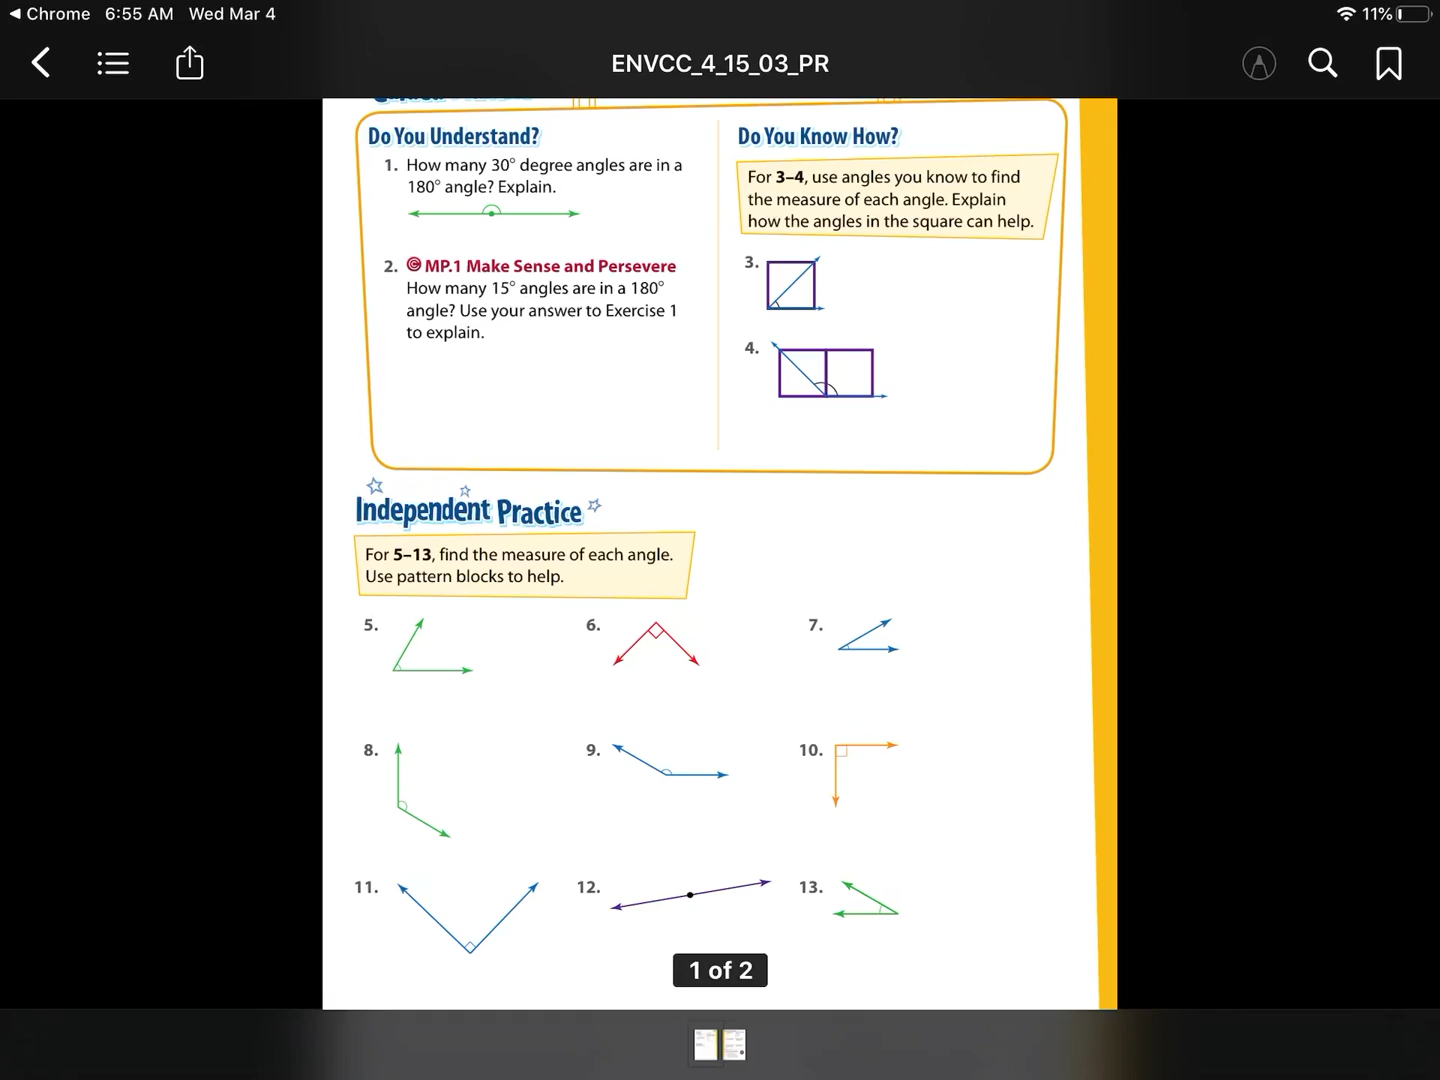 Chrome 6:55 AM Wed Mar 4
11%
ENVCC_4_15_03_PR
Do You Understand?
1. How many 30° degree angles are in a
180° angle? Explain.
2. MP.1 Make Sense and Persevere
How many 15° angles are in a 180°
angle? Use your answer to Exercise 1
to explain.
Do You Know How?
For 3–4, use angles you know to find
the measure of each angle. Explain
how the angles in the square can help.
3.
4.
Independent Practice
For 5–13, find the measure of each angle.
Use pattern blocks to help.
5.
6.
7.
8.
9.
10.
11.
12.
13.
1 of 2